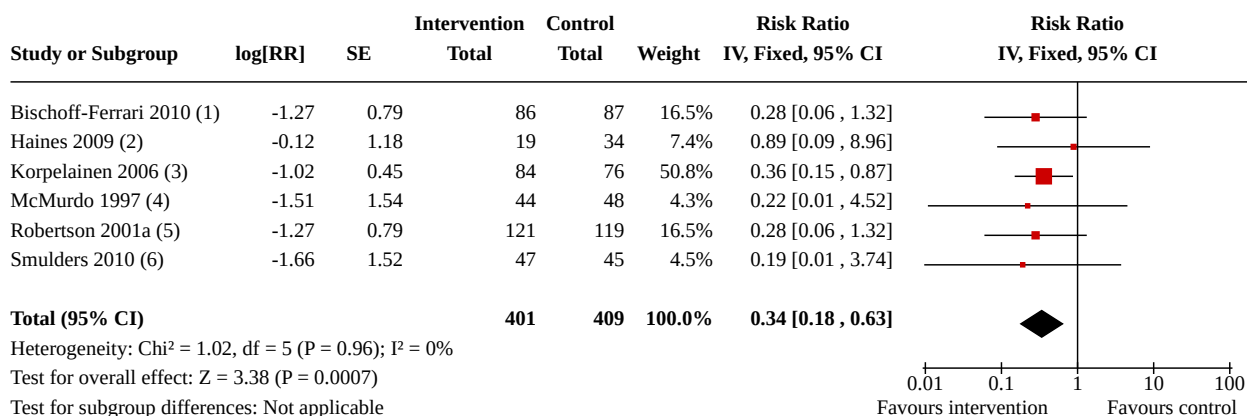 Intervention Control Risk Ratio Risk Ratio
Study or Subgroup log[RR] SE Total Total Weight IV, Fixed, 95% CI IV, Fixed, 95% CI
Bischoff-Ferrari 2010 (1) -1.27 0.79 86 87 16.5% 0.28 [0.06 , 1.32]
Haines 2009 (2) -0.12 1.18 19 34 7.4% 0.89 [0.09 , 8.96]
Korpelainen 2006 (3) -1.02 0.45 84 76 50.8% 0.36 [0.15 , 0.87]
McMurdo 1997 (4) -1.51 1.54 44 48 4.3% 0.22 [0.01 , 4.52]
Robertson 2001a (5) -1.27 0.79 121 119 16.5% 0.28 [0.06 , 1.32]
Smulders 2010 (6) -1.66 1.52 47 45 4.5% 0.19 [0.01 , 3.74]
Total (95% CI) 401 409 100.0% 0.34 [0.18 , 0.63]
Heterogeneity: Chi² = 1.02, df = 5 (P = 0.96); I² = 0%
Test for overall effect: Z = 3.38 (P = 0.0007)
0.01 0.1 1 10 100
Test for subgroup differences: Not applicable
Favours intervention Favours control